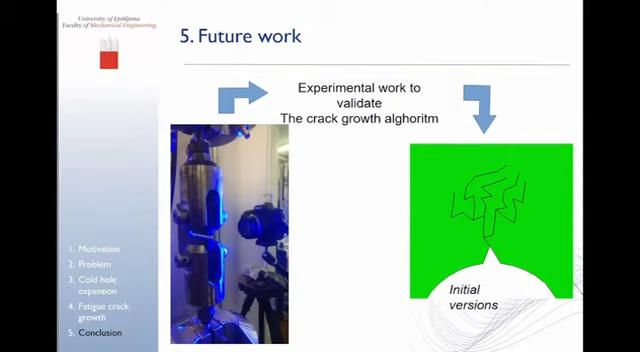 University of Ljubljana
Faculty of Mechanical Engineering
5. Future work
Experimental work to
validate
The crack growth alghoritm
1. Motivation
2. Problem
3. Cold hole
expansion
4. Fatigue crack
growth
5. Conclusion
Initial
versions